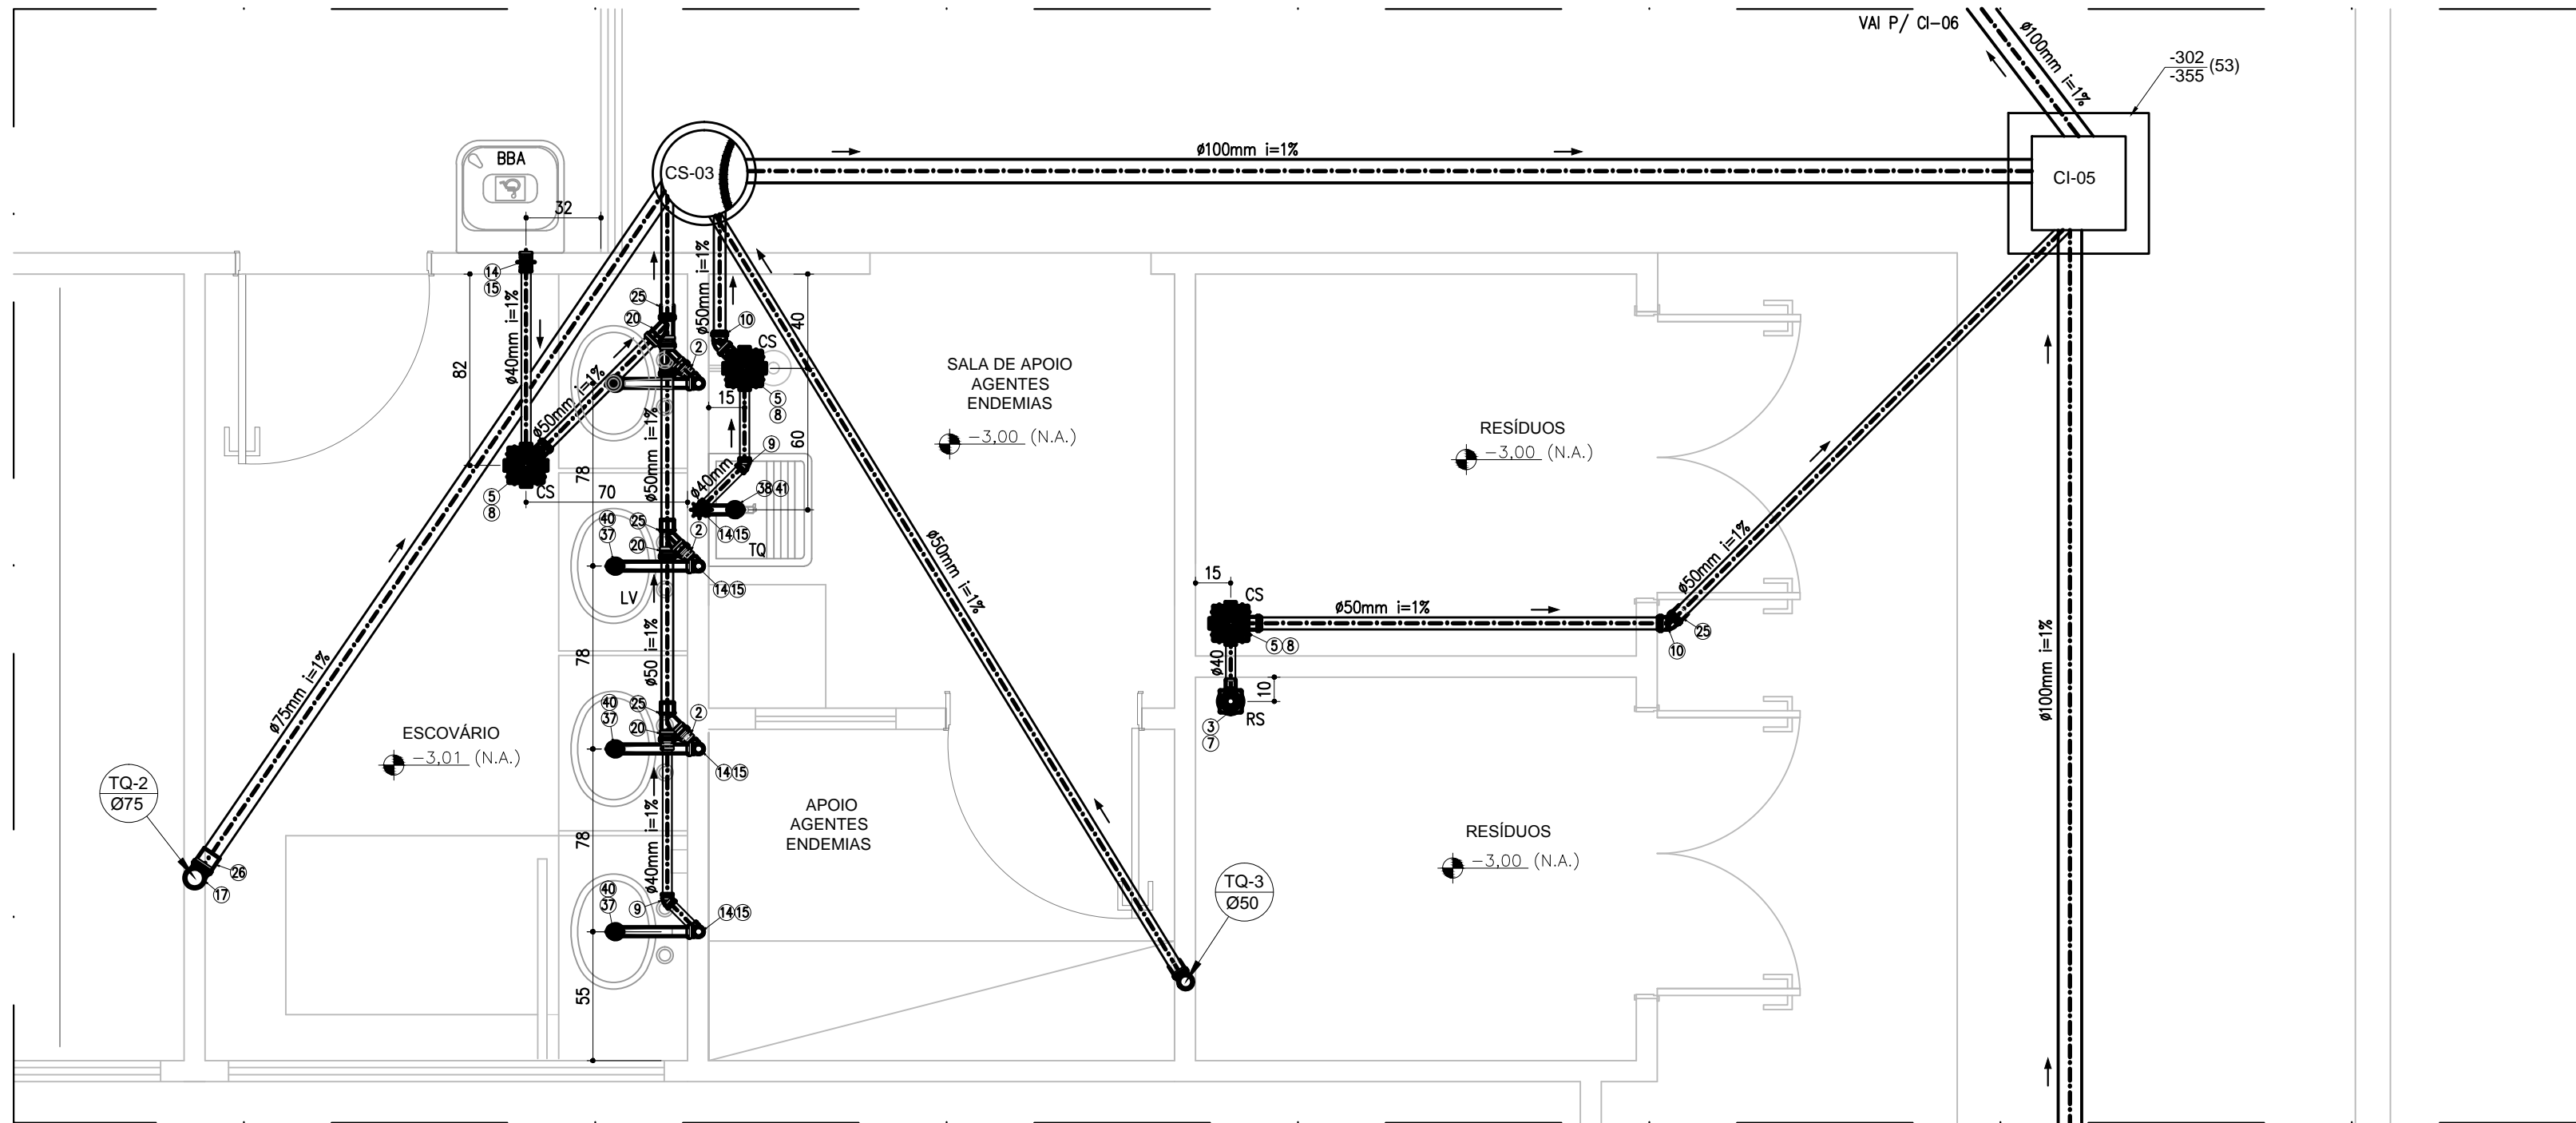 VAI P/ CI-06
ø100mm i=1%
-302
-355
(53)
BBA
CS-03
ø100mm i=1%
CI-05
32
14
15
ø40mm i=1%
82
ø50mm i=1%
5
8
CS
70
25
20
2
ø50mm i=1%
10
CS
5
8
15
40
60
9
ø40mm
38 41
14 15
TQ
SALA DE APOIO
AGENTES
ENDEMIAS
-3,00 (N.A.)
RESÍDUOS
-3,00 (N.A.)
78
ø50mm i=1%
40
37
25
20
2
14 15
LV
78
ø50 i=1%
40
37
25
20
2
14 15
78
ø40mm i=1%
40
37
9
14 15
55
ø75mm i=1%
ESCOVÁRIO
-3,01 (N.A.)
TQ-2
Ø75
26
17
ø50mm i=1%
APOIO
AGENTES
ENDEMIAS
TQ-3
Ø50
15
CS
5 8
ø40
10
RS
3
7
ø50mm i=1%
25
10
ø50mm i=1%
ø100mm i=1%
RESÍDUOS
-3,00 (N.A.)